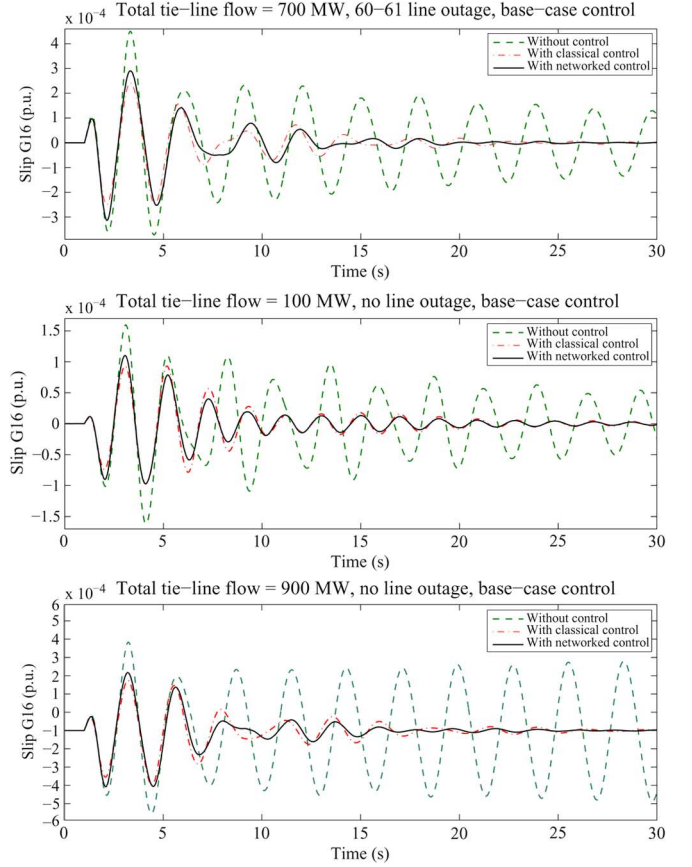 Total tie−line flow = 700 MW, 60−61 line outage, base−case control
x 10−4
Without control
With classical control
With networked control
Slip G16 (p.u.)
4
3
2
1
0
−1
−2
−3
0
5
10
15
20
25
30
Time (s)
Total tie−line flow = 100 MW, no line outage, base−case control
x 10−4
Without control
With classical control
With networked control
Slip G16 (p.u.)
1.5
1
0.5
0
−0.5
−1
−1.5
0
5
10
15
20
25
30
Time (s)
Total tie−line flow = 900 MW, no line outage, base−case control
x 10−4
Without control
With classical control
With networked control
Slip G16 (p.u.)
6
5
4
3
2
1
0
−1
−2
−3
−4
−5
−6
0
5
10
15
20
25
30
Time (s)